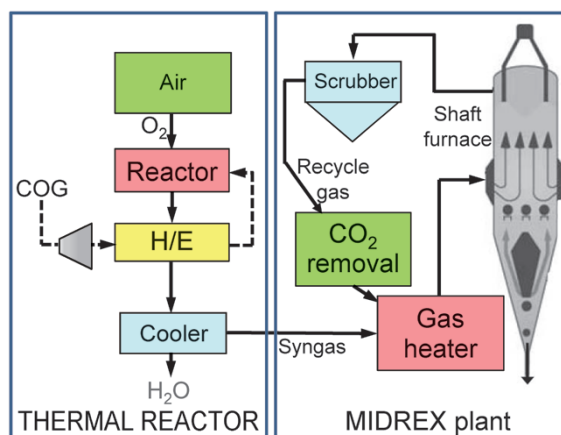 Air
O₂
Reactor
COG
H/E
Cooler
Syngas
H₂O
THERMAL REACTOR
Scrubber
Shaft
furnace
Recycle
gas
CO₂
removal
Gas
heater
MIDREX plant